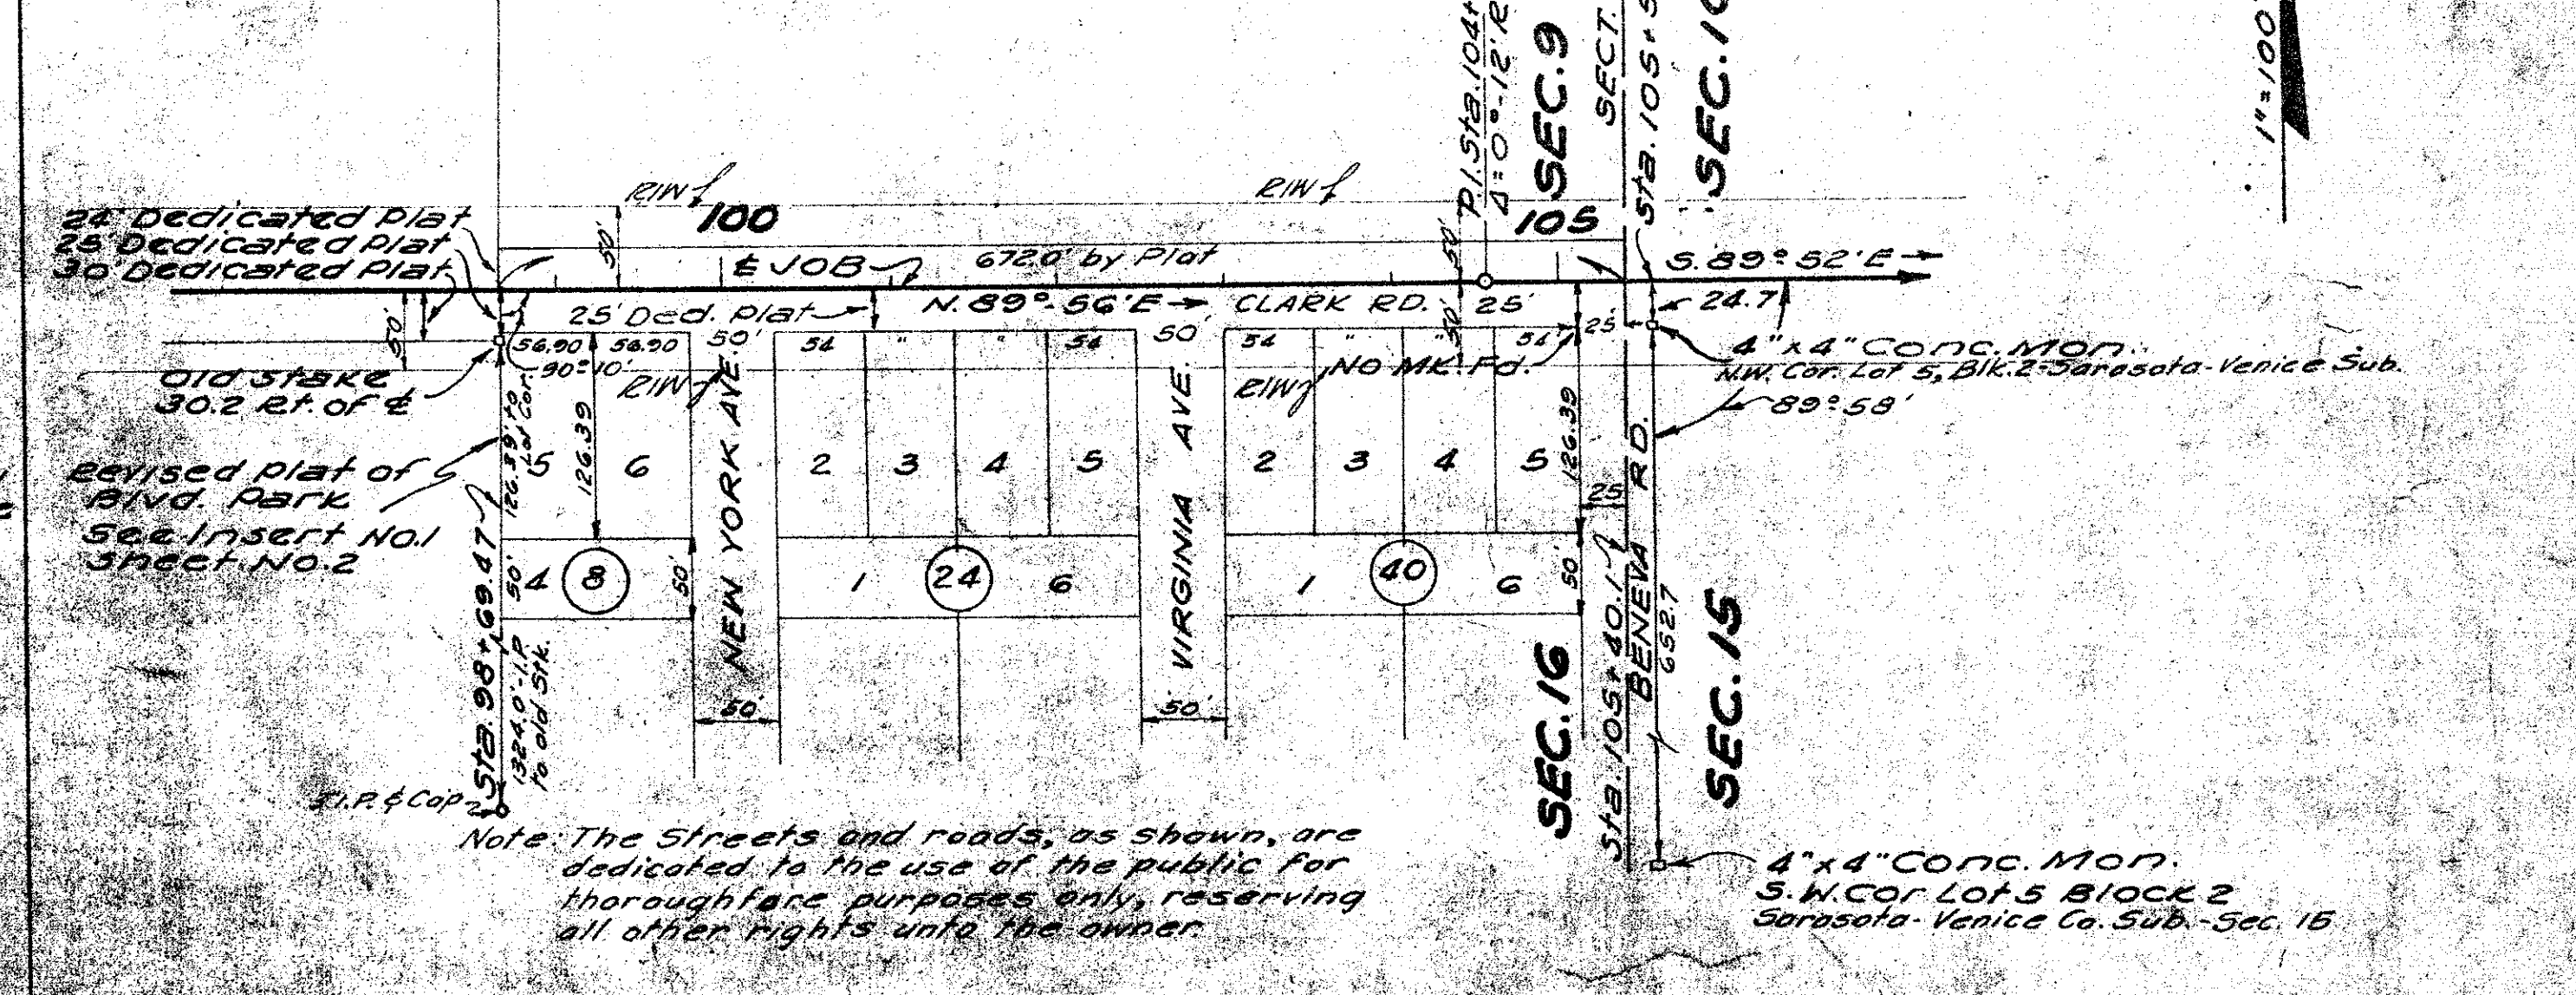 P.I. Sta. 104+
Δ=0°-12' R
SEC. 9
SECT.
Sta. 105+5
SEC. 10
1"=100'
24' Dedicated Plat
25' Dedicated Plat
30 Dedicated Plat
R/W
100
R/W
105
50'
50'
℄ JOB
672.0' by Plat
S. 89° 52' E
25' Ded. Plat
N. 89°-56' E
CLARK RD.
25'
24.7
50'
50'
25
56.90
56.90
50'
54
"
"
54
50'
54
"
"
54
90°10'
R/W
R/W
NO MK. Fd.
4"x4" Conc. Mon.
N.W. Cor. Lot 5, Blk. 2-Sarasota-Venice Sub.
89°58'
Old Stake
30.2 Rt. of ℄
126.39' to
Lot Cor.
126.39
126.39
Revised Plat of
Blvd. Park
See Insert No. 1
Sheet No. 2
5
6
2
3
4
5
2
3
4
5
25
NEW YORK AVE.
VIRGINIA AVE.
BENEVA RD.
652.7
50'
4
8
50'
1
24
6
1
40
6
50'
50'
50'
Sta. 98+69.47
1324.0'-I.P.
to old Stk.
SEC. 16
Sta. 105+40.1
SEC. 15
I.P. & Cap
Note: The Streets and roads, as shown, are
dedicated to the use of the public for
thoroughfare purposes only, reserving
all other rights unto the owner
4"x4" Conc. Mon.
S.W. Cor Lot 5 Block 2
Sarasota-Venice Co. Sub.-Sec. 15